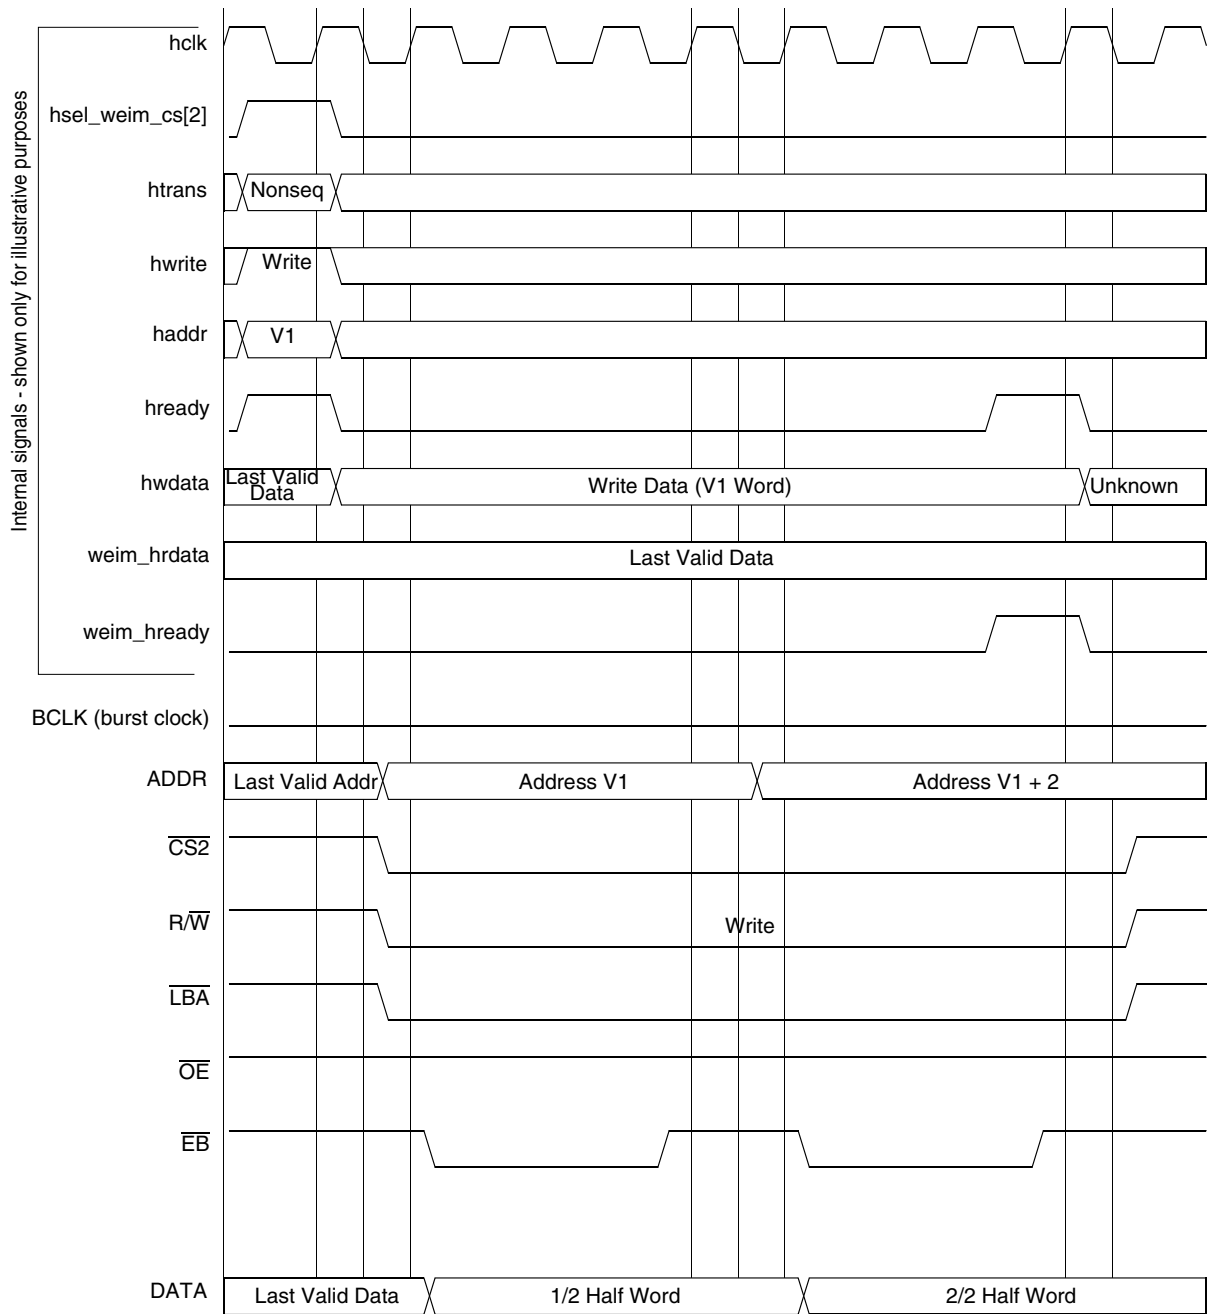 Internal signals - shown only for illustrative purposes
hclk
hsel_weim_cs[2]
htrans
Nonseq
hwrite
Write
haddr
V1
hready
hwdata
Last Valid
Data
Write Data (V1 Word)
Unknown
weim_hrdata
Last Valid Data
weim_hready
BCLK (burst clock)
ADDR
Last Valid Addr
Address V1
Address V1 + 2
CS2
R/W
Write
LBA
OE
EB
DATA
Last Valid Data
1/2 Half Word
2/2 Half Word